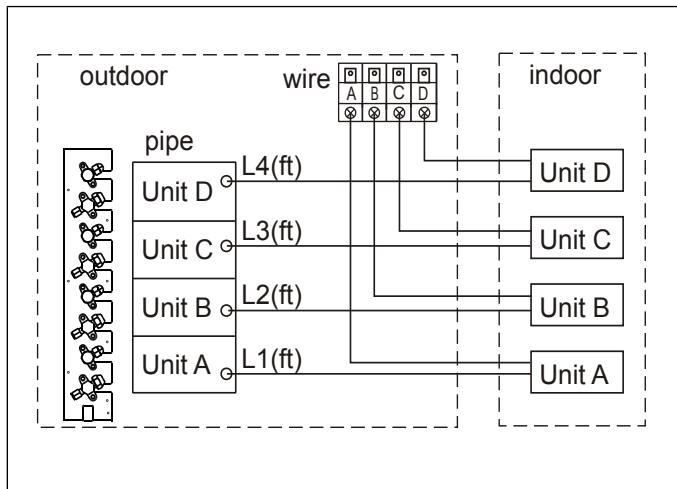 outdoor
wire
indoor
A B C D
pipe
L4(ft)
Unit D
Unit D
L3(ft)
Unit C
Unit C
L2(ft)
Unit B
Unit B
L1(ft)
Unit A
Unit A